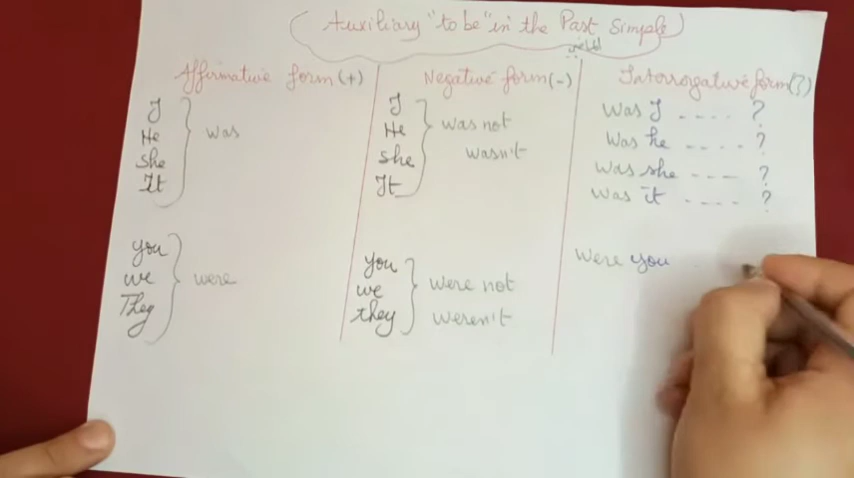 Auxiliary "to be" in the Past Simple
Affirmative form (+)
I
He
she
It
was
you
we
They
were
Negative form (-)
I
He
she
It
was not
wasn't
you
we
they
were not
weren't
Interrogative form (?)
Was I .... ?
Was he .... ?
Was she .... ?
Was it .... ?
Were you